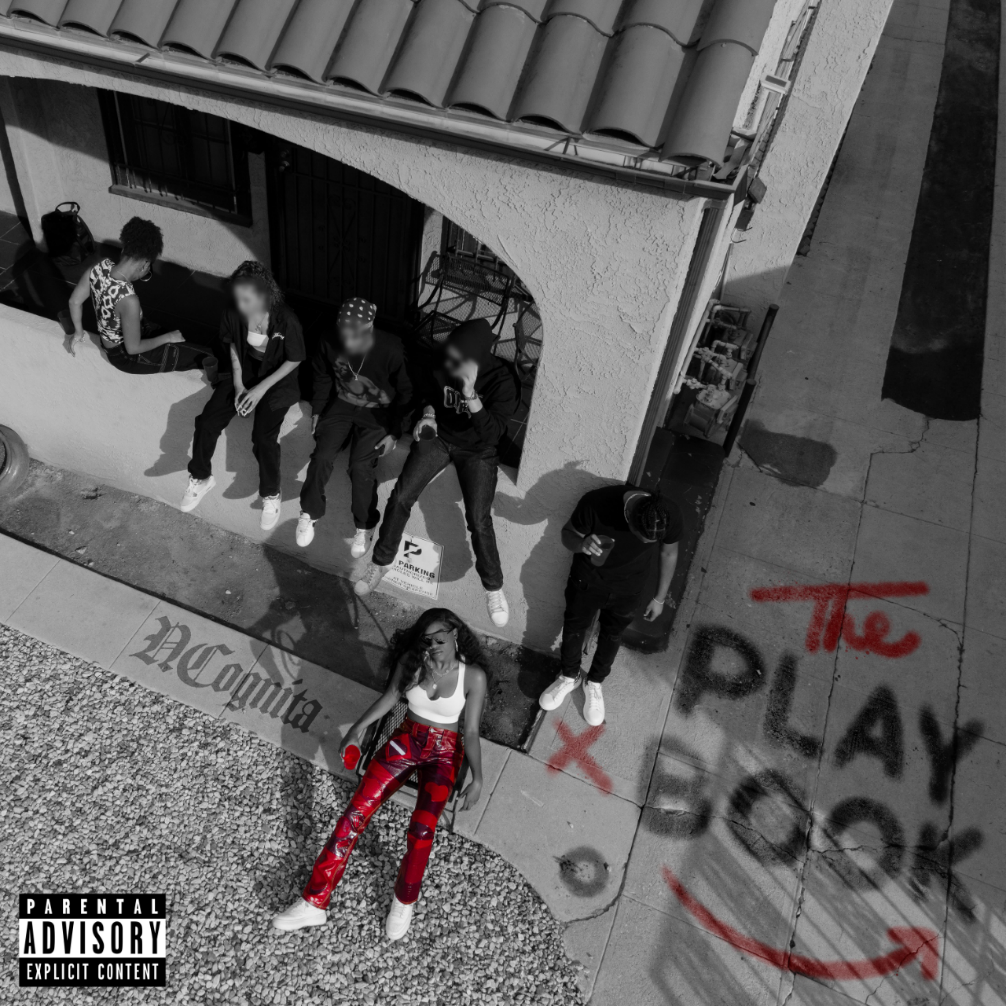 PARKING
NCognita
The
PLAY
BOOK
X
O
PARENTAL
ADVISORY
EXPLICIT CONTENT